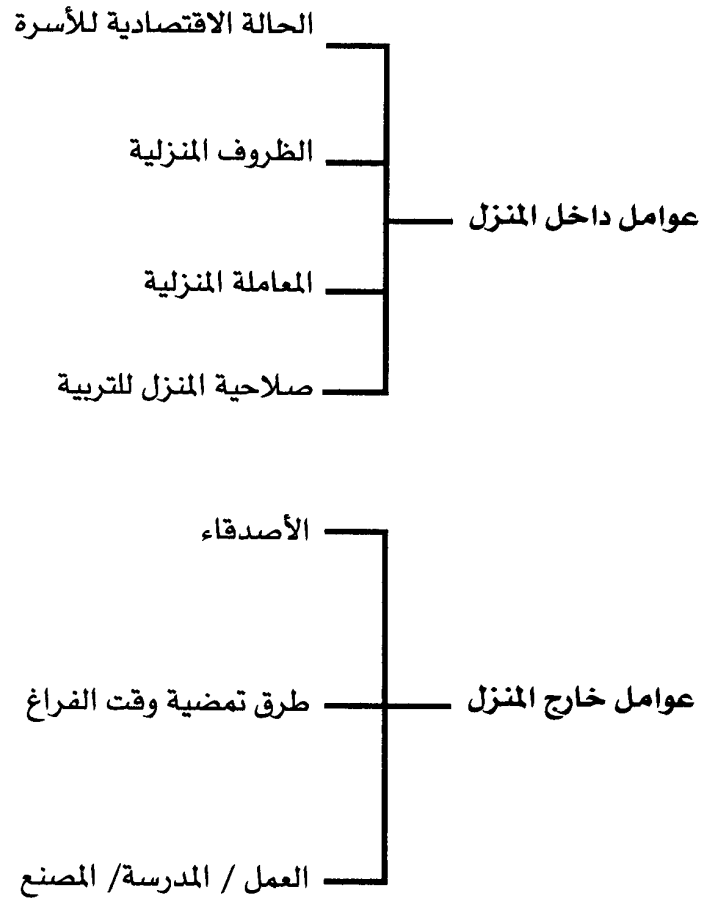 عوامل داخل المنزل
الحالة الاقتصادية للأسرة
الظروف المنزلية
المعاملة المنزلية
صلاحية المنزل للتربية
عوامل خارج المنزل
الأصدقاء
طرق تمضية وقت الفراغ
العمل / المدرسة/ المصنع